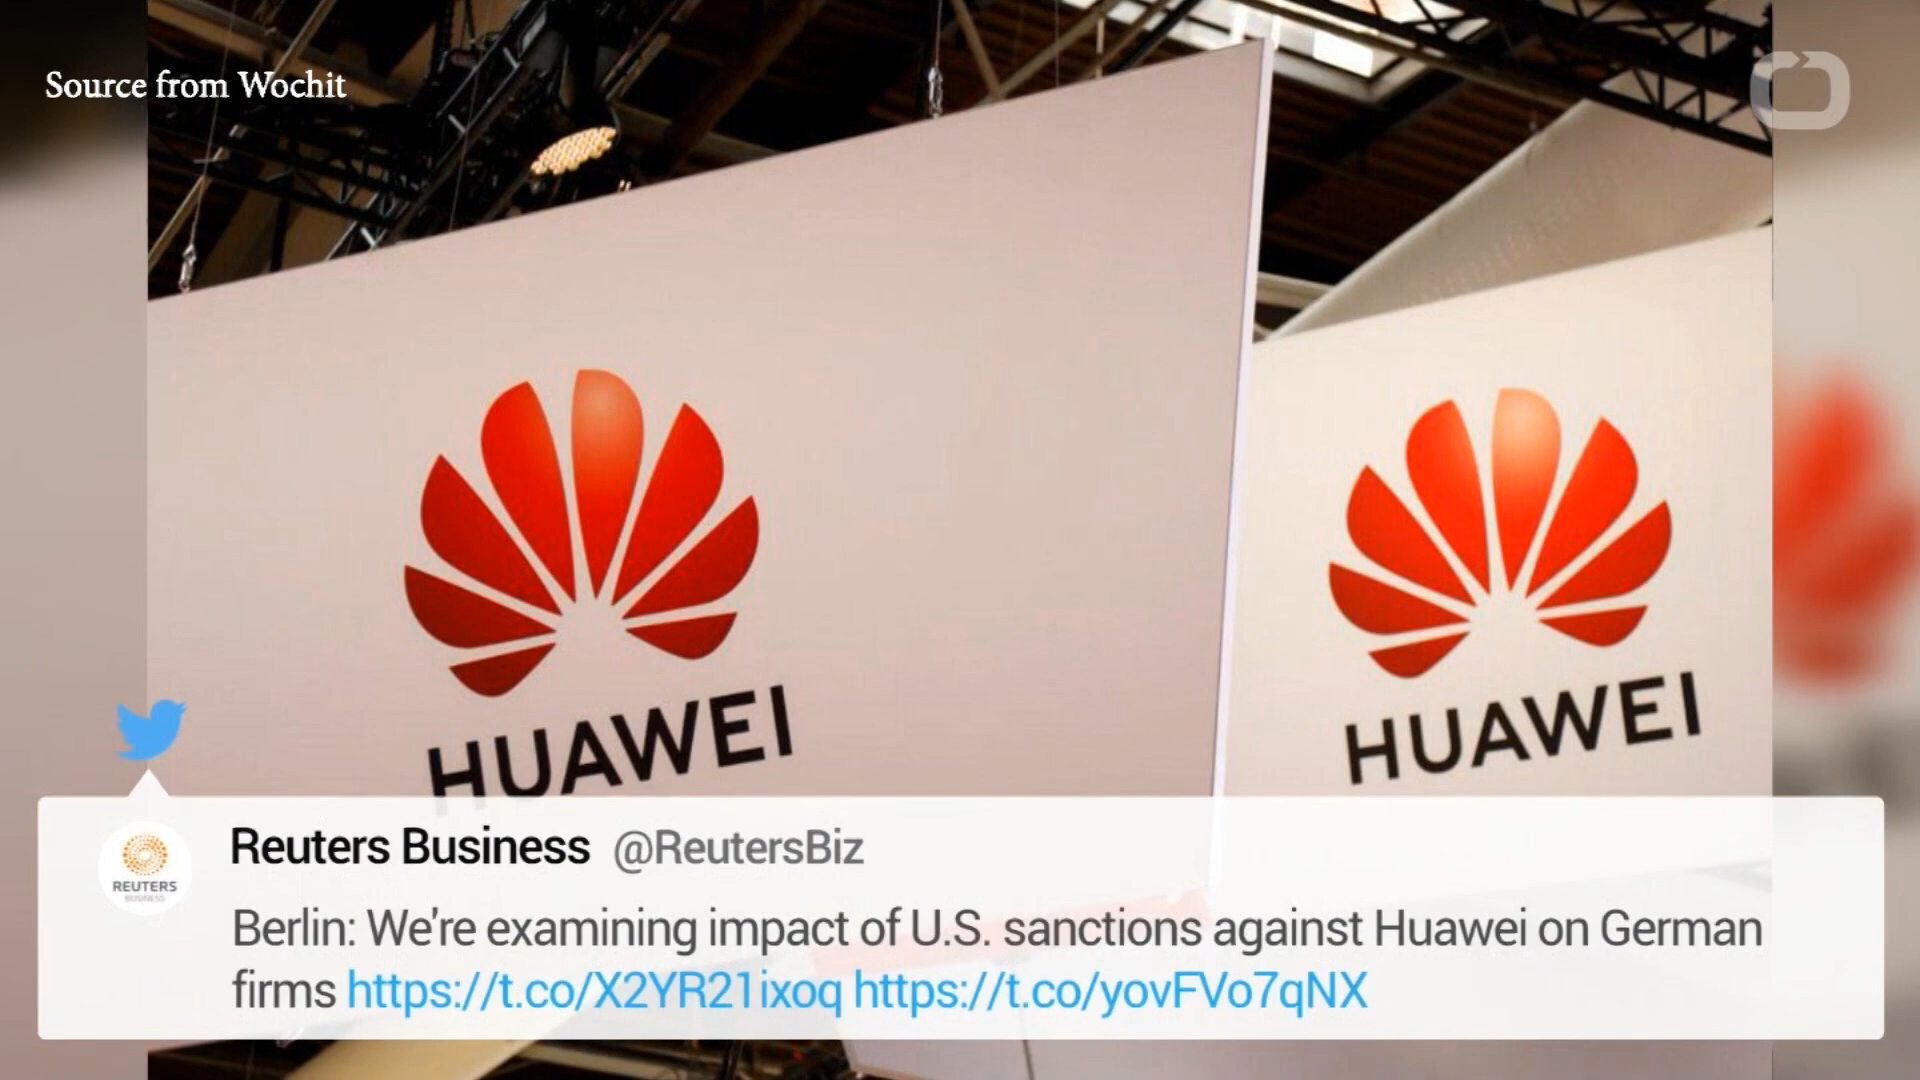 Source from Wochit
HUAWEI
HUAWEI
Reuters Business @ReutersBiz
REUTERS
BUSINESS
Berlin: We're examining impact of U.S. sanctions against Huawei on German
firms https://t.co/X2YR21ixoq https://t.co/yovFVo7qNX